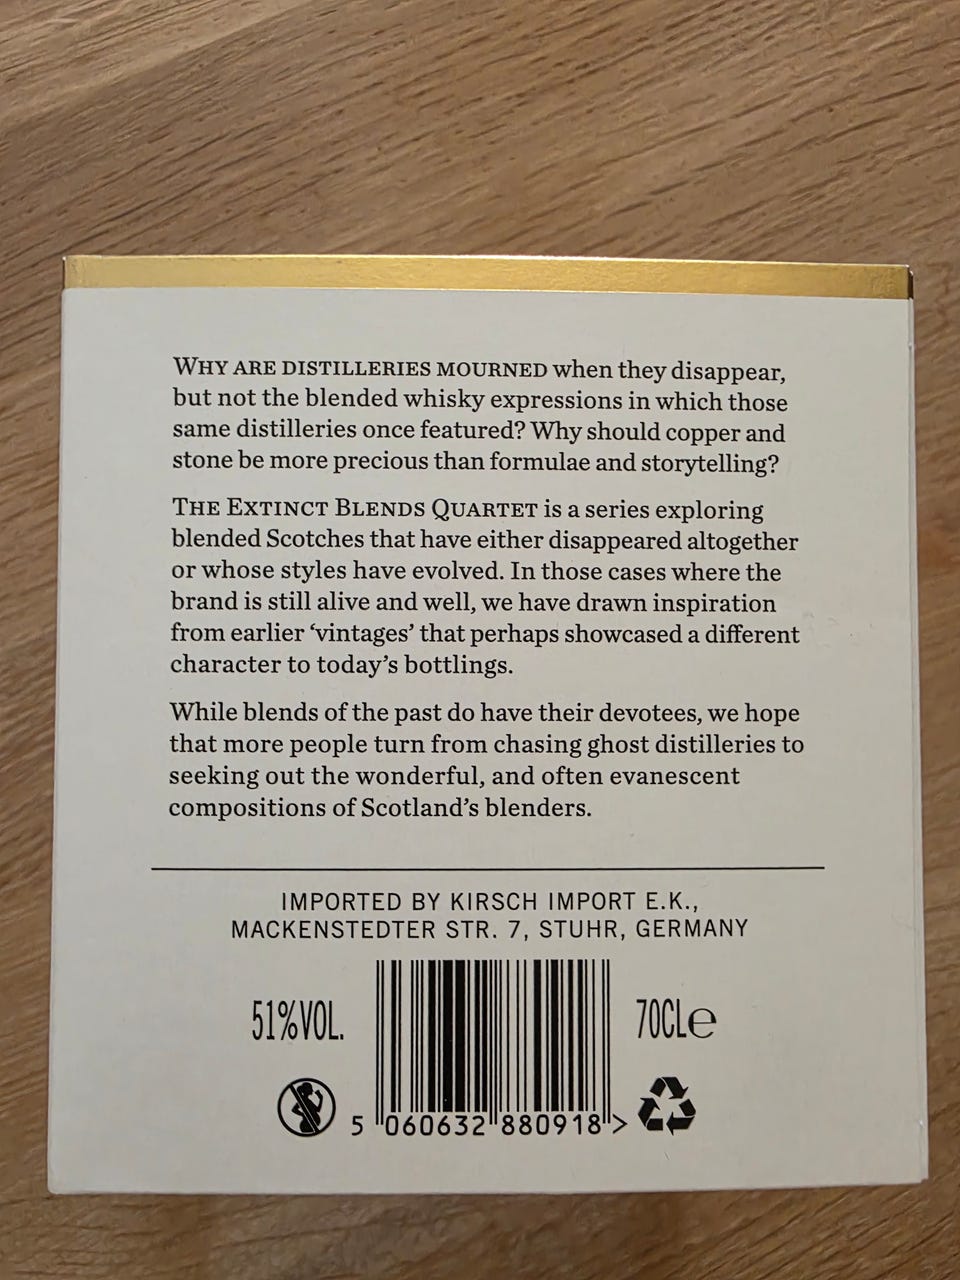 WHY ARE DISTILLERIES MOURNED when they disappear,
but not the blended whisky expressions in which those
same distilleries once featured? Why should copper and
stone be more precious than formulae and storytelling?
THE EXTINCT BLENDS QUARTET is a series exploring
blended Scotches that have either disappeared altogether
or whose styles have evolved. In those cases where the
brand is still alive and well, we have drawn inspiration
from earlier ‘vintages’ that perhaps showcased a different
character to today’s bottlings.
While blends of the past do have their devotees, we hope
that more people turn from chasing ghost distilleries to
seeking out the wonderful, and often evanescent
compositions of Scotland’s blenders.
IMPORTED BY KIRSCH IMPORT E.K.,
MACKENSTEDTER STR. 7, STUHR, GERMANY
51%VOL.
70CLe
5 060632 880918 >